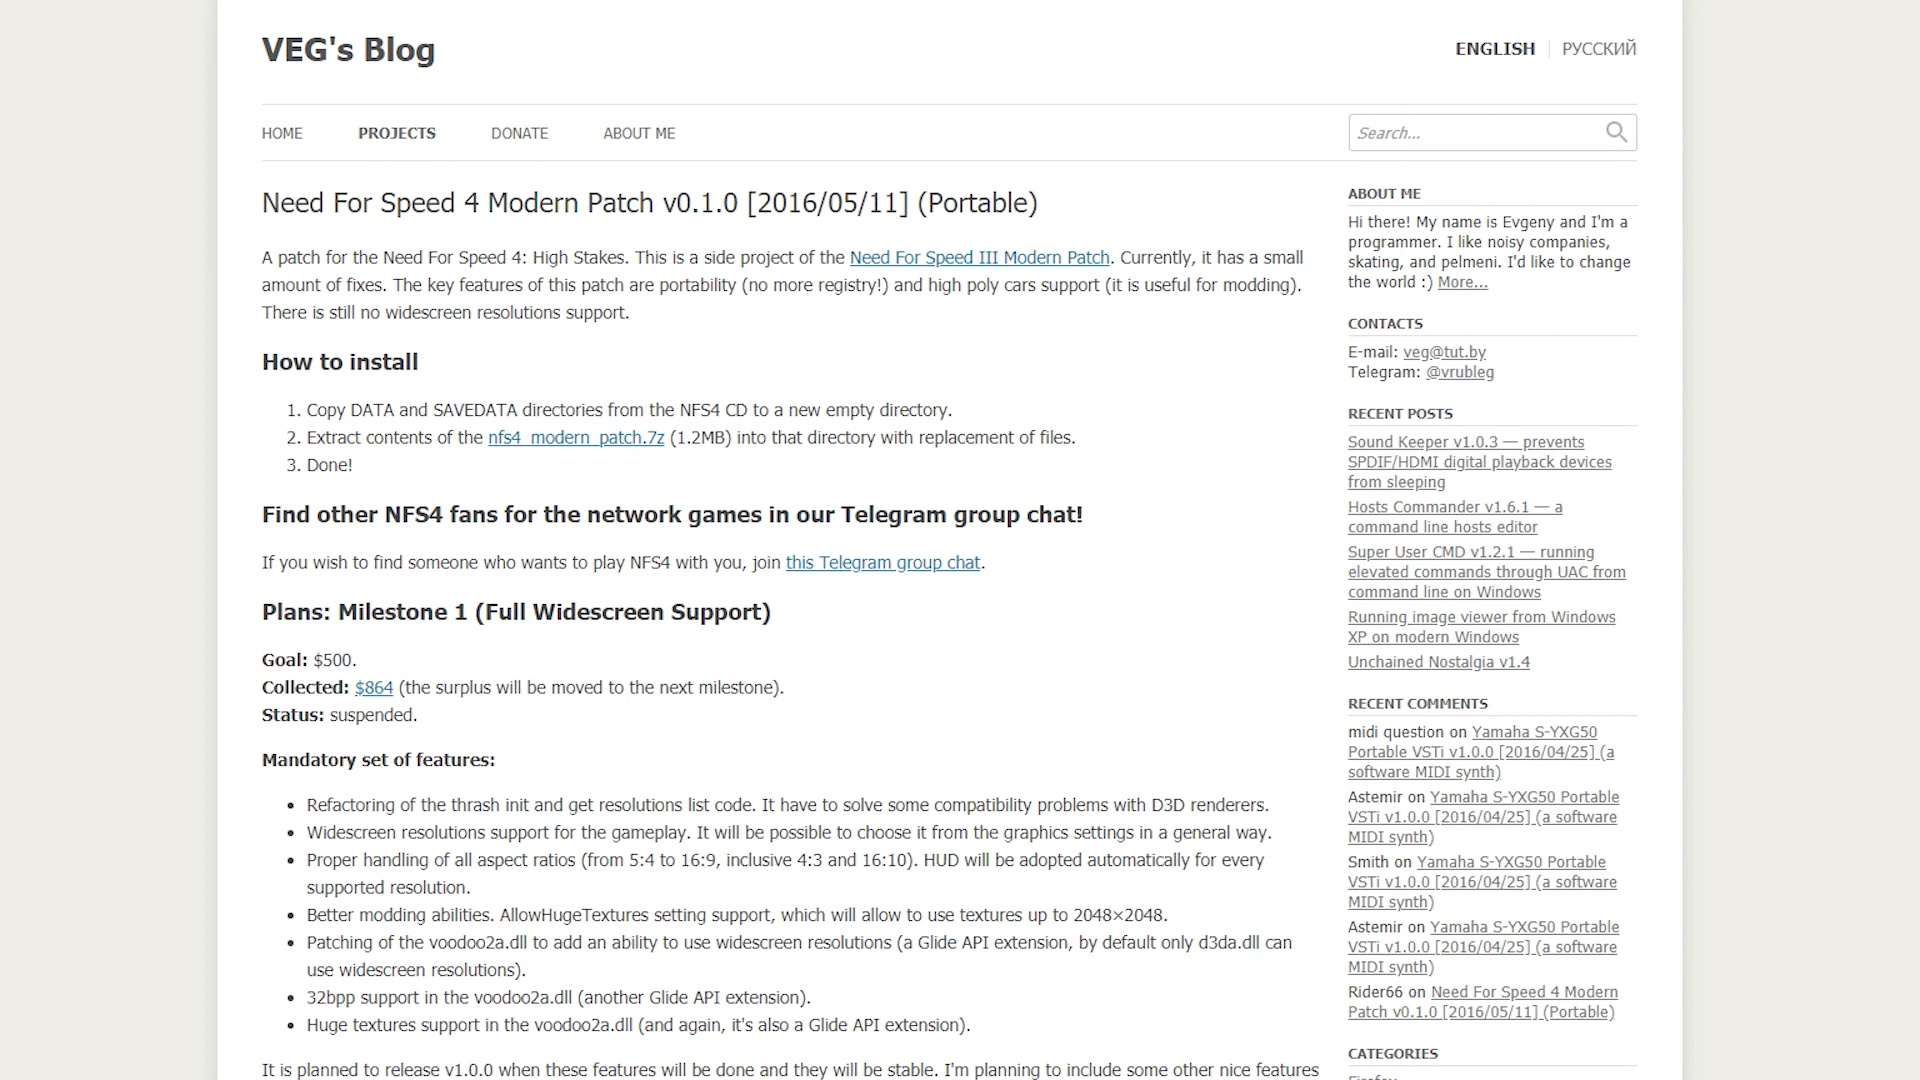 VEG's Blog
ENGLISH
РУССКИЙ
HOME
PROJECTS
DONATE
ABOUT ME
Search...
Need For Speed 4 Modern Patch v0.1.0 [2016/05/11] (Portable)
A patch for the Need For Speed 4: High Stakes. This is a side project of the Need For Speed III Modern Patch. Currently, it has a small
amount of fixes. The key features of this patch are portability (no more registry!) and high poly cars support (it is useful for modding).
There is still no widescreen resolutions support.
How to install
1. Copy DATA and SAVEDATA directories from the NFS4 CD to a new empty directory.
2. Extract contents of the nfs4_modern_patch.7z (1.2MB) into that directory with replacement of files.
3. Done!
Find other NFS4 fans for the network games in our Telegram group chat!
If you wish to find someone who wants to play NFS4 with you, join this Telegram group chat.
Plans: Milestone 1 (Full Widescreen Support)
Goal: $500.
Collected: $864 (the surplus will be moved to the next milestone).
Status: suspended.
Mandatory set of features:
• Refactoring of the thrash init and get resolutions list code. It have to solve some compatibility problems with D3D renderers.
• Widescreen resolutions support for the gameplay. It will be possible to choose it from the graphics settings in a general way.
• Proper handling of all aspect ratios (from 5:4 to 16:9, inclusive 4:3 and 16:10). HUD will be adopted automatically for every
supported resolution.
• Better modding abilities. AllowHugeTextures setting support, which will allow to use textures up to 2048×2048.
• Patching of the voodoo2a.dll to add an ability to use widescreen resolutions (a Glide API extension, by default only d3da.dll can
use widescreen resolutions).
• 32bpp support in the voodoo2a.dll (another Glide API extension).
• Huge textures support in the voodoo2a.dll (and again, it's also a Glide API extension).
It is planned to release v1.0.0 when these features will be done and they will be stable. I'm planning to include some other nice features
ABOUT ME
Hi there! My name is Evgeny and I'm a
programmer. I like noisy companies,
skating, and pelmeni. I'd like to change
the world :) More...
CONTACTS
E-mail: veg@tut.by
Telegram: @vrubleg
RECENT POSTS
Sound Keeper v1.0.3 — prevents
SPDIF/HDMI digital playback devices
from sleeping
Hosts Commander v1.6.1 — a
command line hosts editor
Super User CMD v1.2.1 — running
elevated commands through UAC from
command line on Windows
Running image viewer from Windows
XP on modern Windows
Unchained Nostalgia v1.4
RECENT COMMENTS
midi question on Yamaha S-YXG50
Portable VSTi v1.0.0 [2016/04/25] (a
software MIDI synth)
Astemir on Yamaha S-YXG50 Portable
VSTi v1.0.0 [2016/04/25] (a software
MIDI synth)
Smith on Yamaha S-YXG50 Portable
VSTi v1.0.0 [2016/04/25] (a software
MIDI synth)
Astemir on Yamaha S-YXG50 Portable
VSTi v1.0.0 [2016/04/25] (a software
MIDI synth)
Rider66 on Need For Speed 4 Modern
Patch v0.1.0 [2016/05/11] (Portable)
CATEGORIES
Firefox